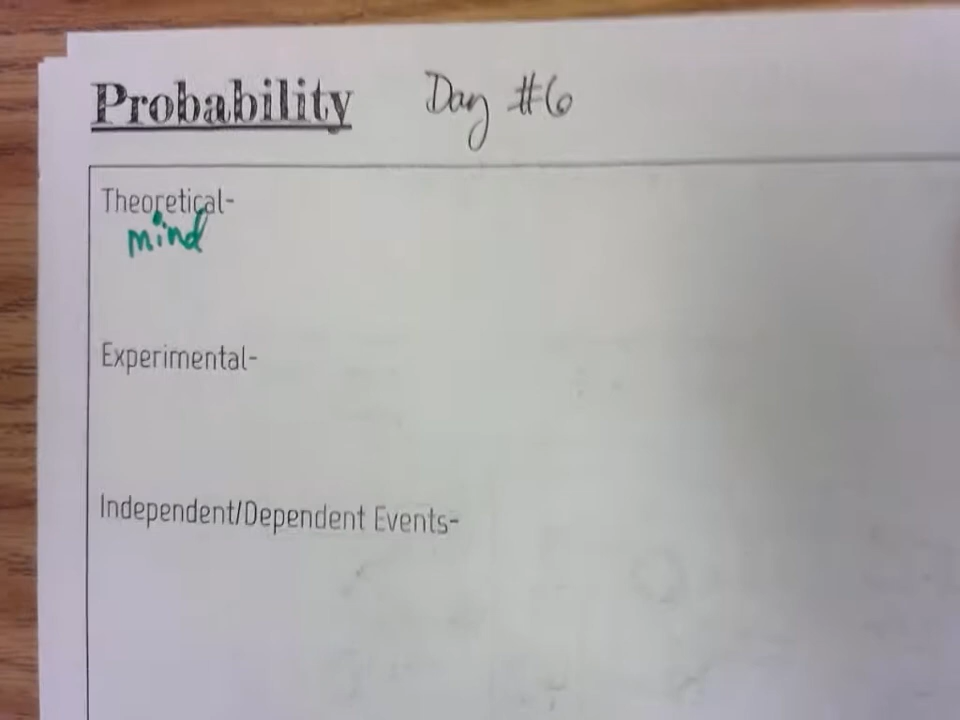 Probability Day #6
Theoretical-
mind
Experimental-
Independent/Dependent Events-